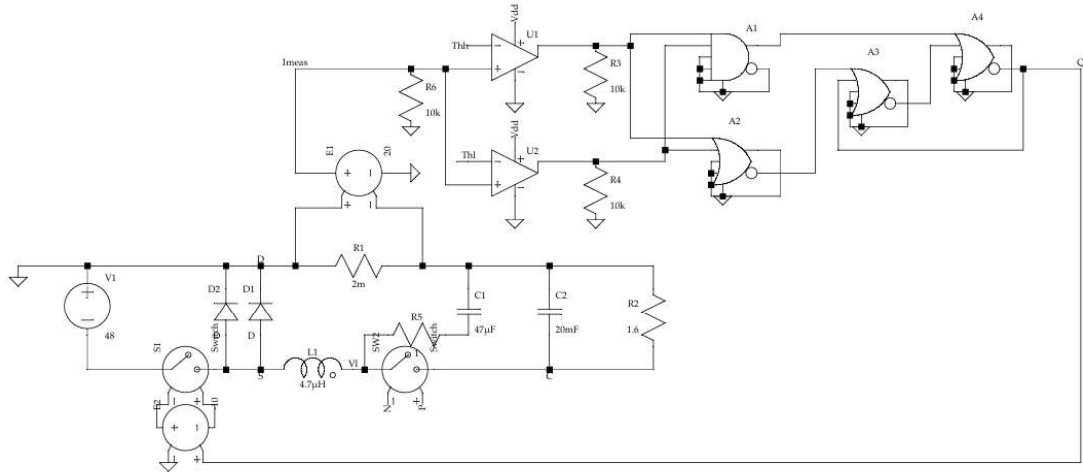 Vdd
U1
Thh
Imeas
R6
10k
R3
10k
A1
A3
A4
Q
A2
Vdd
U2
Thl
R4
10k
E1
20
D
R1
2m
V1
48
D2
D1
Switch
D
S1
S
L1
4.7µH
SW2
R5
Switch
VI
N
P
C1
47µF
C2
20mF
C
R2
1.6
E2
10